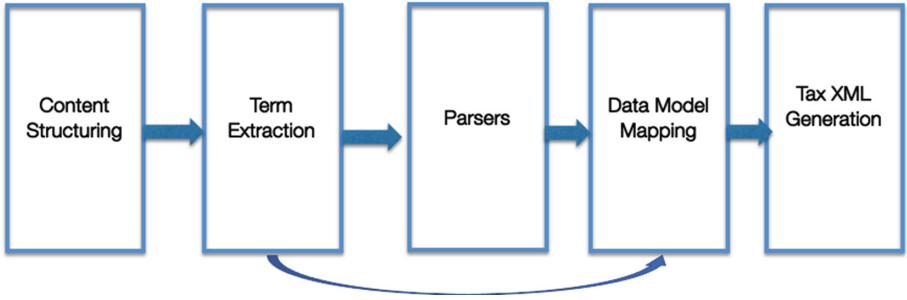 Content
Structuring
Term
Extraction
Parsers
Data Model
Mapping
Tax XML
Generation